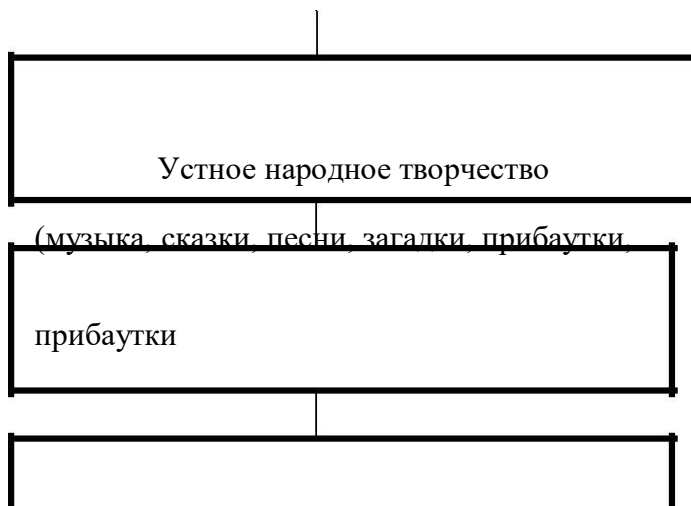 Устное народное творчество
(музыка, сказки, песни, загадки, прибаутки,
прибаутки